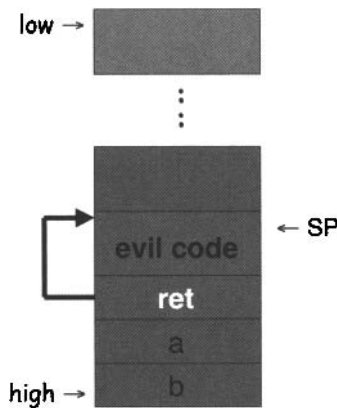 low →
⋮
evil code
← SP
ret
a
high →
b